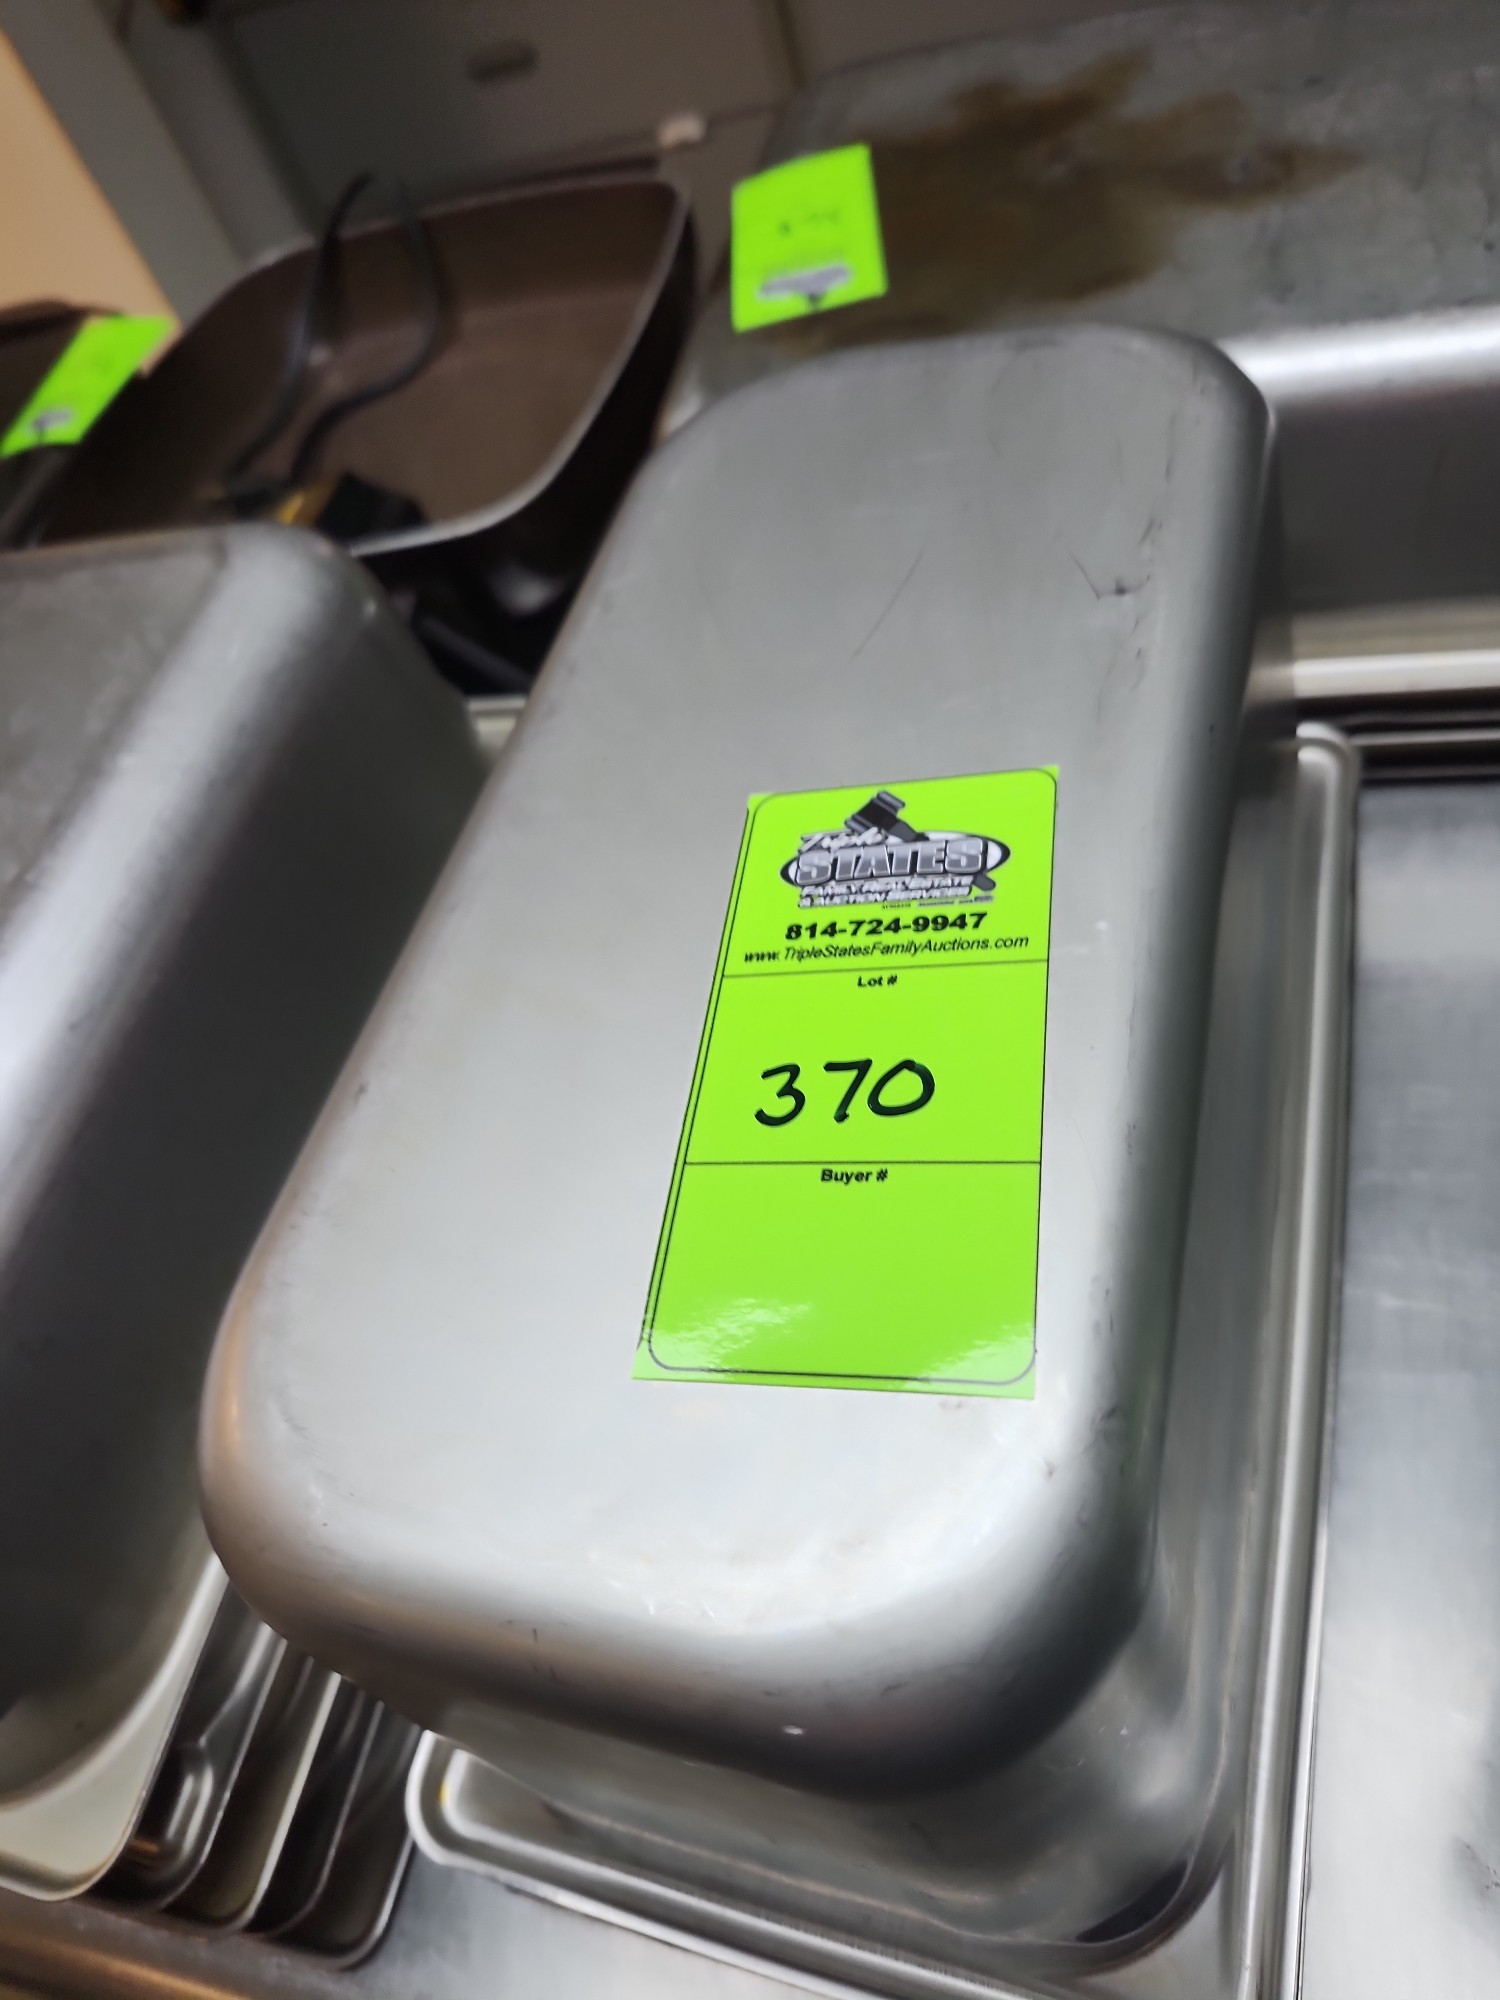 Triple
STATES
FAMILY REAL ESTATE
& AUCTION SERVICES
814-724-9947
www.TripleStatesFamilyAuctions.com
Lot #
370
Buyer #